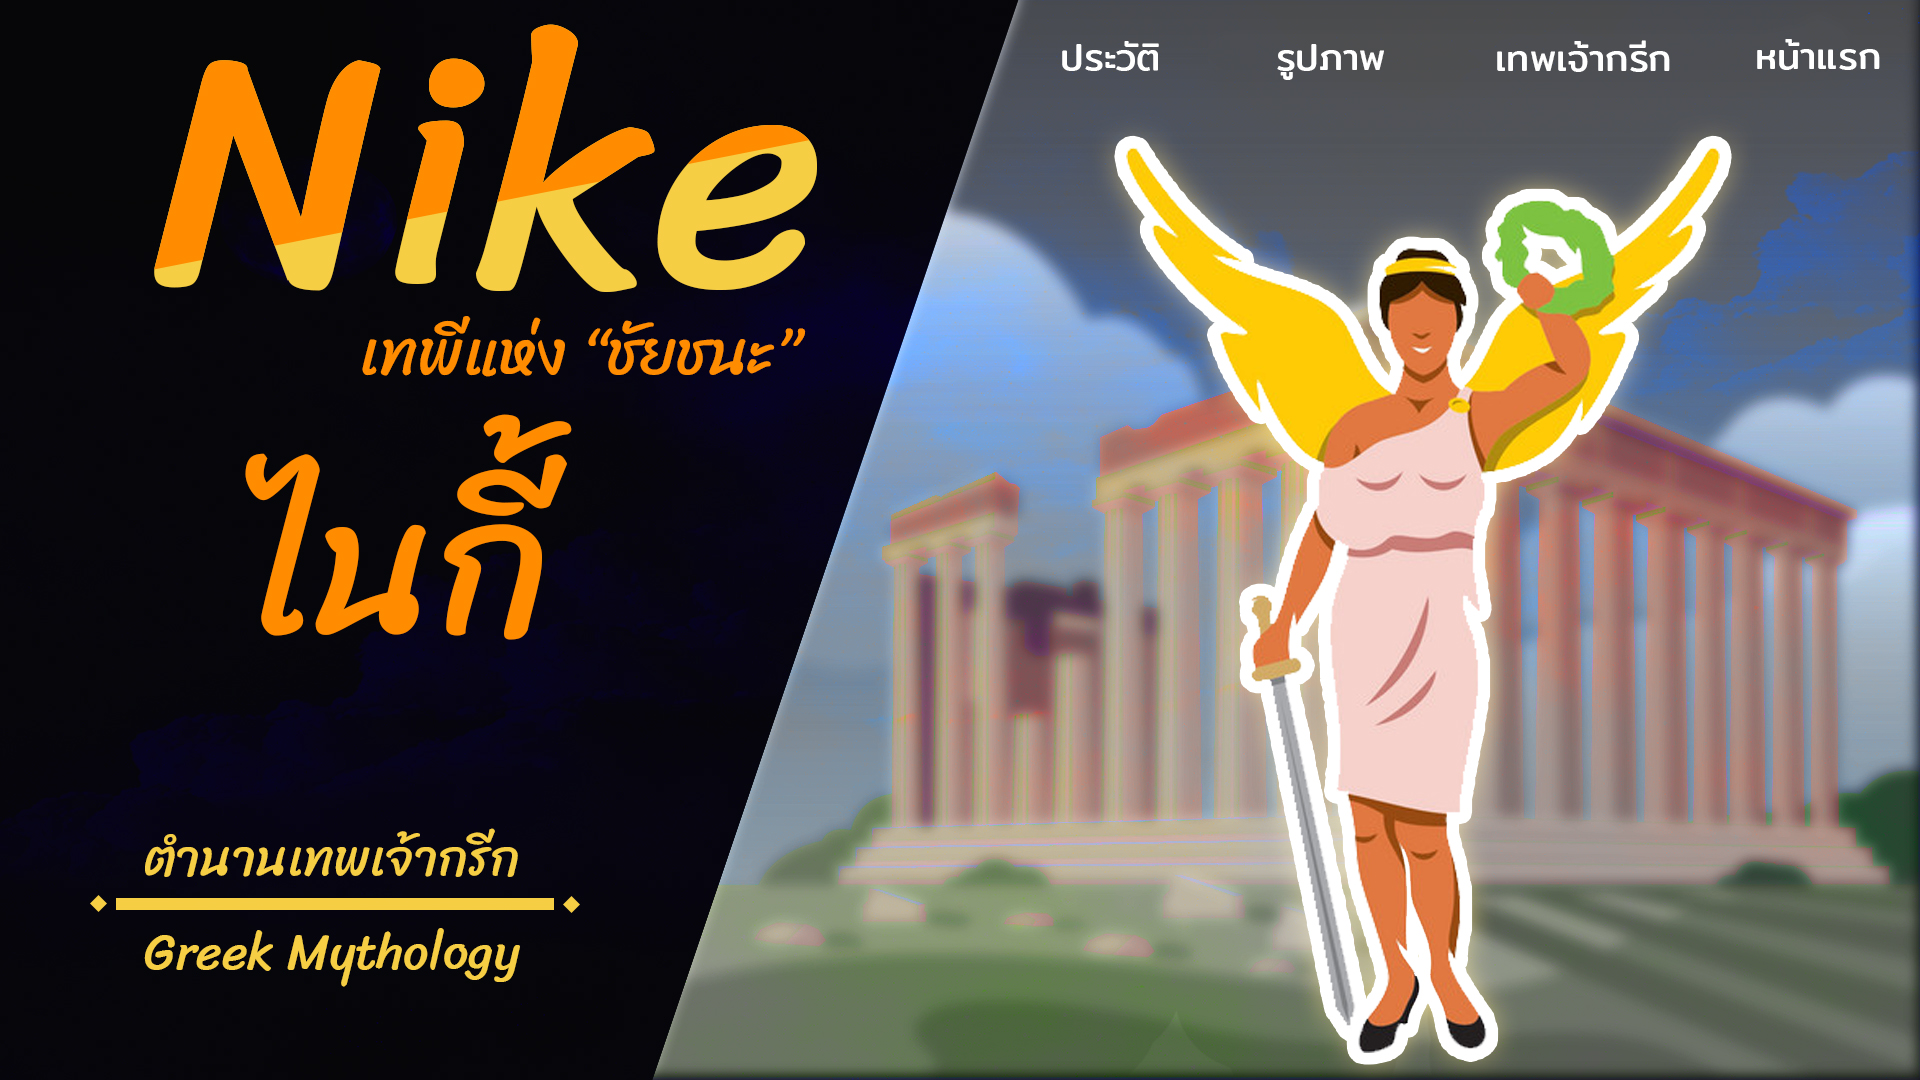 Nike
เทพีแห่ง “ชัยชนะ”
ไนกี้
ตำนานเทพเจ้ากรีก
Greek Mythology
ประวัติ รูปภาพ เทพเจ้ากรีก หน้าแรก